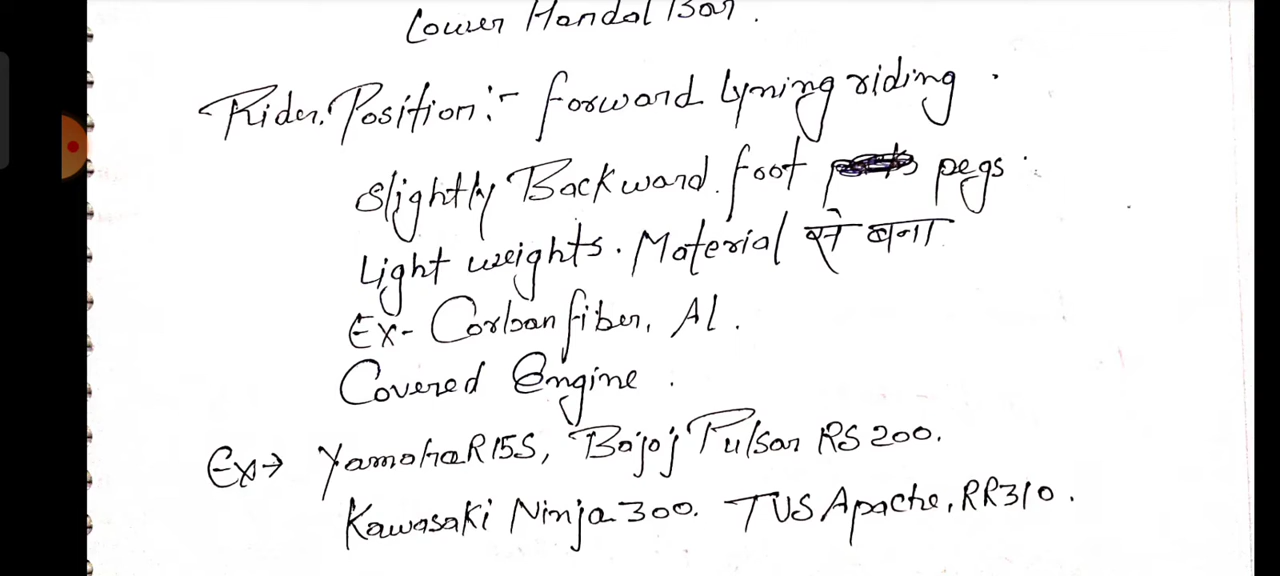 Lower Handal Bar.
Rider Position :- forward lyning riding.
Slightly Backward. foot pegs
Light weights. Material से बना
Ex- Carbon fiber, Al.
Covered Engine.
Ex→ Yamaha R15S, Bajaj Pulsar RS 200.
Kawasaki Ninja 300. TVS Apache, RR310.